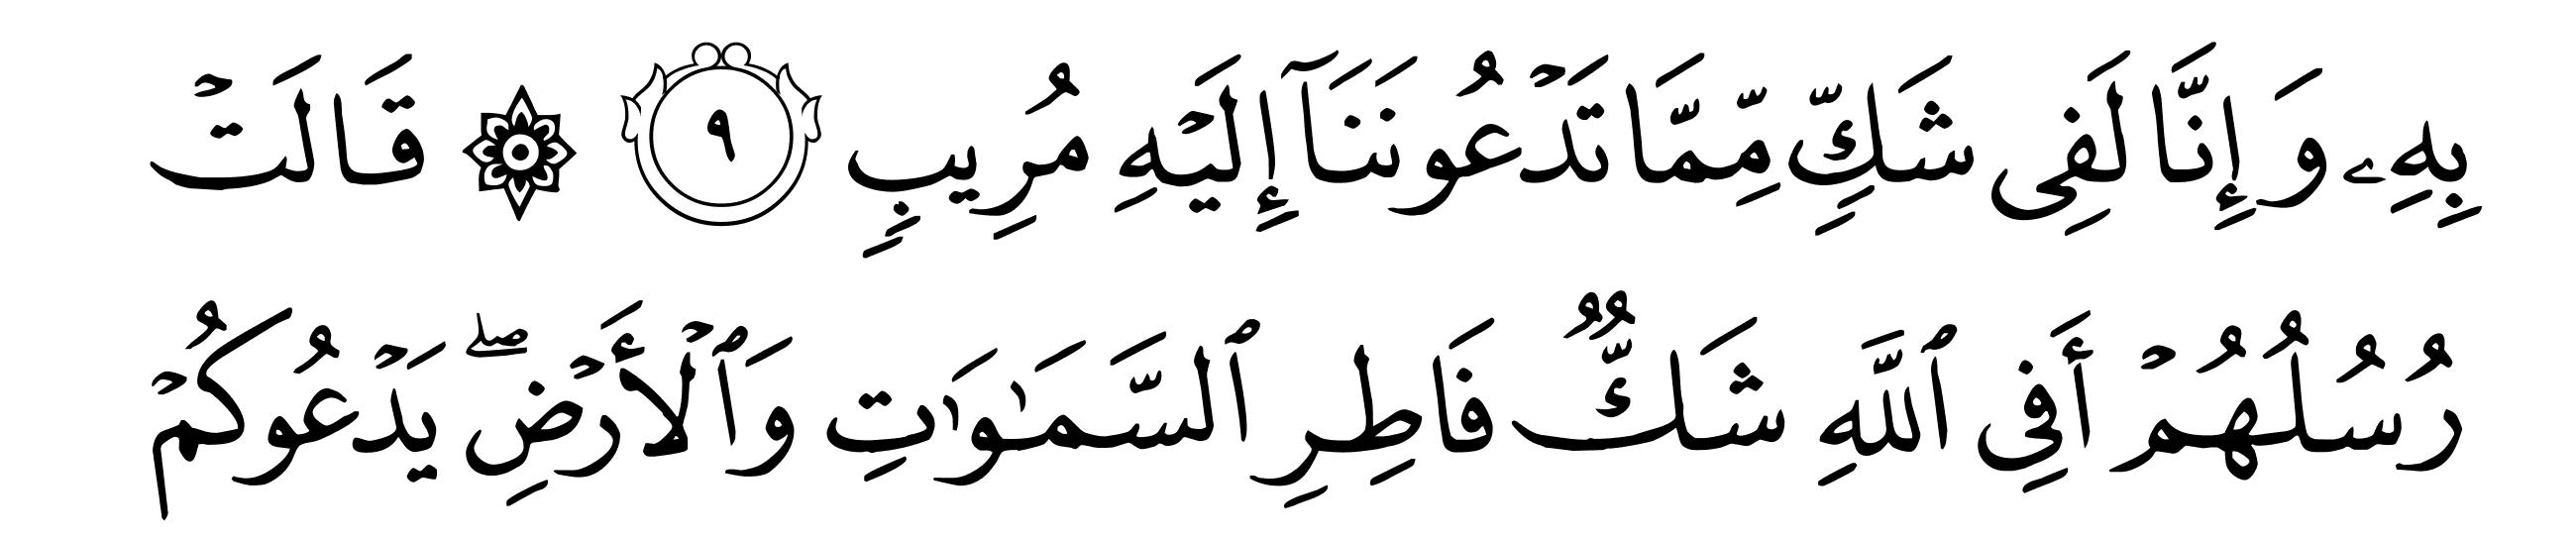 بِهِۦ وَإِنَّا لَفِى شَكٍّ مِّمَّا تَدْعُونَنَآ إِلَيْهِ مُرِيبٍ ٩ ۞ قَالَتْ
رُسُلُهُمْ أَفِى ٱللَّهِ شَكٌّ فَاطِرِ ٱلسَّمَـٰوَٰتِ وَٱلْأَرْضِ ۖ يَدْعُوكُمْ